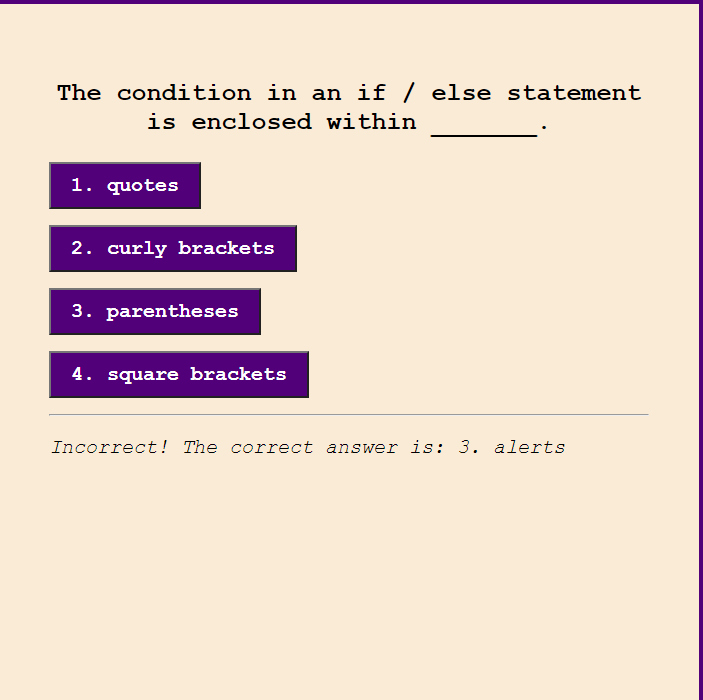 The condition in an if / else statement
is enclosed within _______.
1. quotes
2. curly brackets
3. parentheses
4. square brackets
Incorrect! The correct answer is: 3. alerts